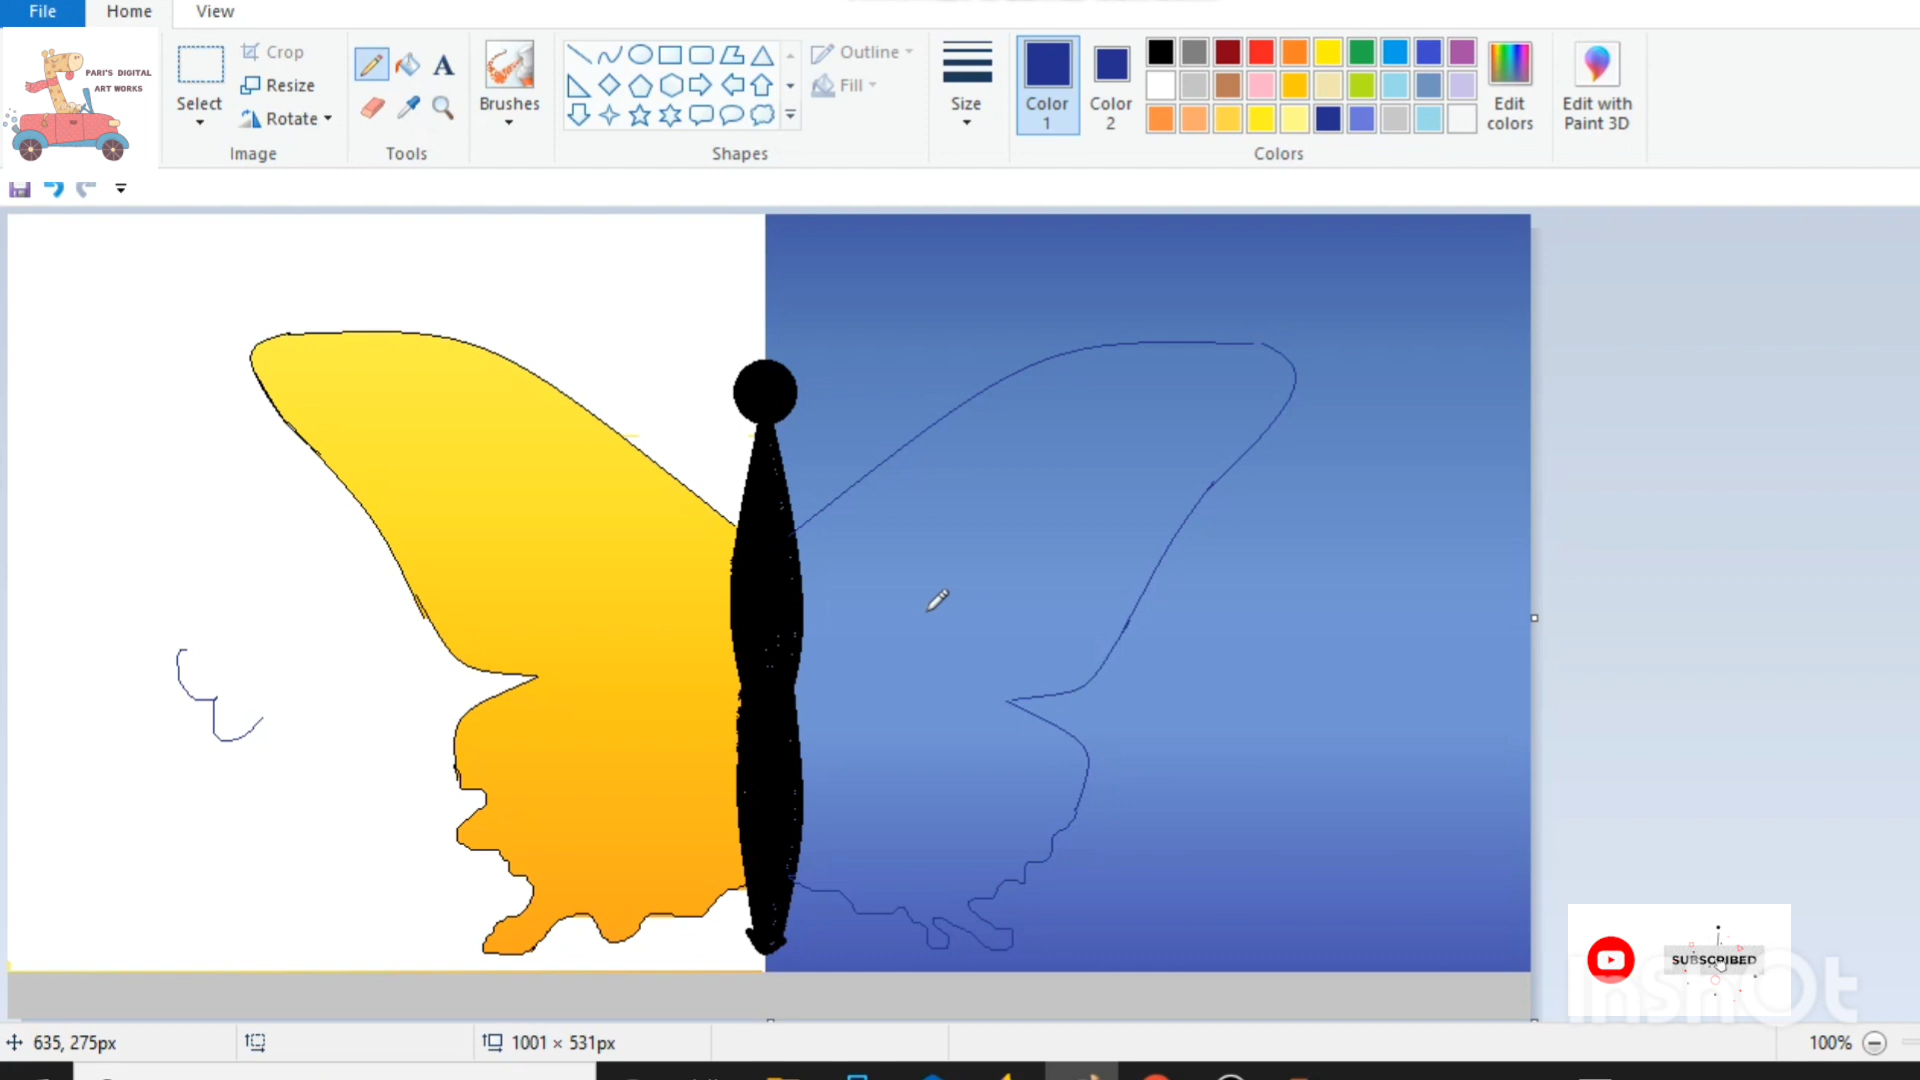 File Home View
PARI'S DIGITAL
ART WORKS
Select
Crop
Resize
Rotate
Image
A
Tools
Brushes
Shapes
Outline
Fill
Size
Color
1
Color
2
Edit
colors
Colors
Edit with
Paint 3D
SUBSCRIBED
InShOt
635, 275px
1001 × 531px
100%